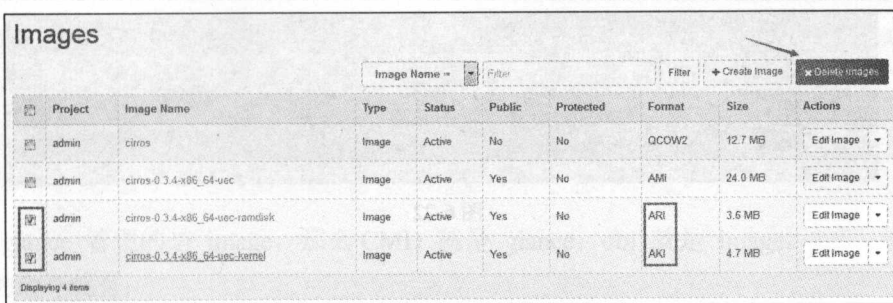 Images
Image Name = Filter Filter + Create Image × Delete Images
Project Image Name Type Status Public Protected Format Size Actions
admin cirros Image Active No No QCOW2 12.7 MB Edit Image
admin cirros-0.3.4-x86_64-uec Image Active Yes No AMI 24.0 MB Edit Image
admin cirros-0.3.4-x86_64-uec-ramdisk Image Active Yes No ARI 3.6 MB Edit Image
admin cirros-0.3.4-x86_64-uec-kernel Image Active Yes No AKI 4.7 MB Edit Image
Displaying 4 items